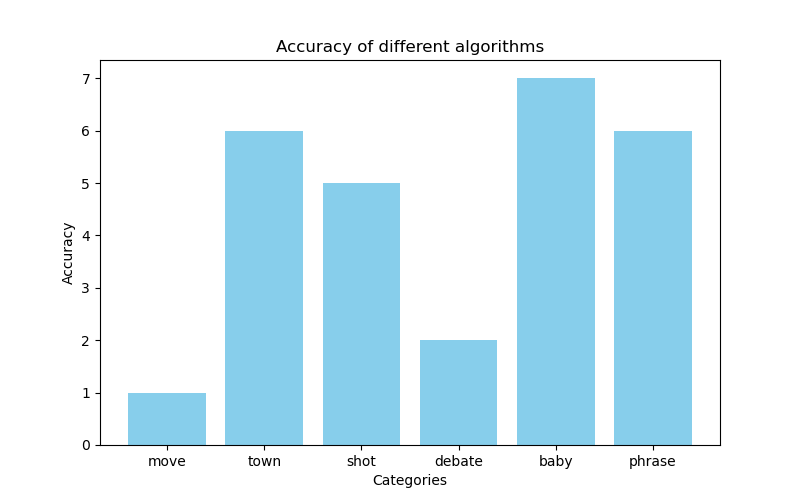 Accuracy of different algorithms
Accuracy
7
6
5
4
3
2
1
0
move town shot debate baby phrase
Categories